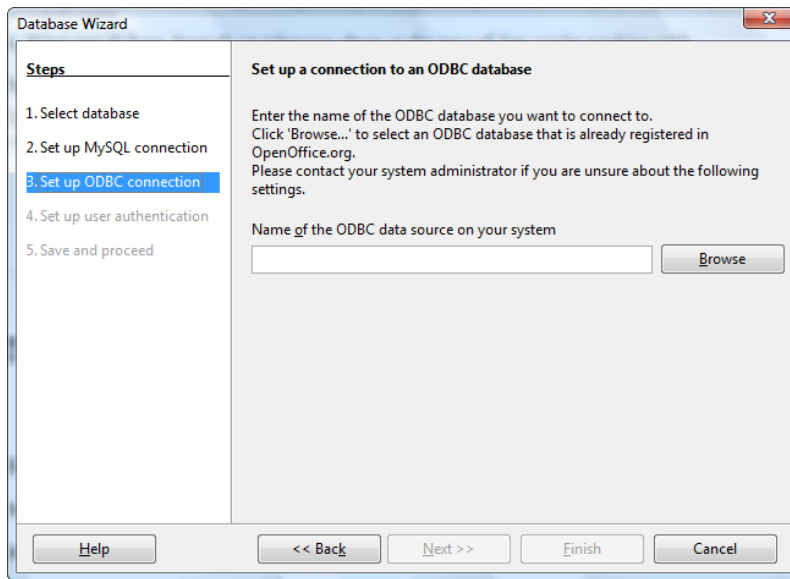 Database Wizard
Steps
1. Select database
2. Set up MySQL connection
3. Set up ODBC connection
4. Set up user authentication
5. Save and proceed
Set up a connection to an ODBC database
Enter the name of the ODBC database you want to connect to.
Click 'Browse...' to select an ODBC database that is already registered in
OpenOffice.org.
Please contact your system administrator if you are unsure about the following
settings.
Name of the ODBC data source on your system
Browse
Help
<< Back
Next >>
Finish
Cancel